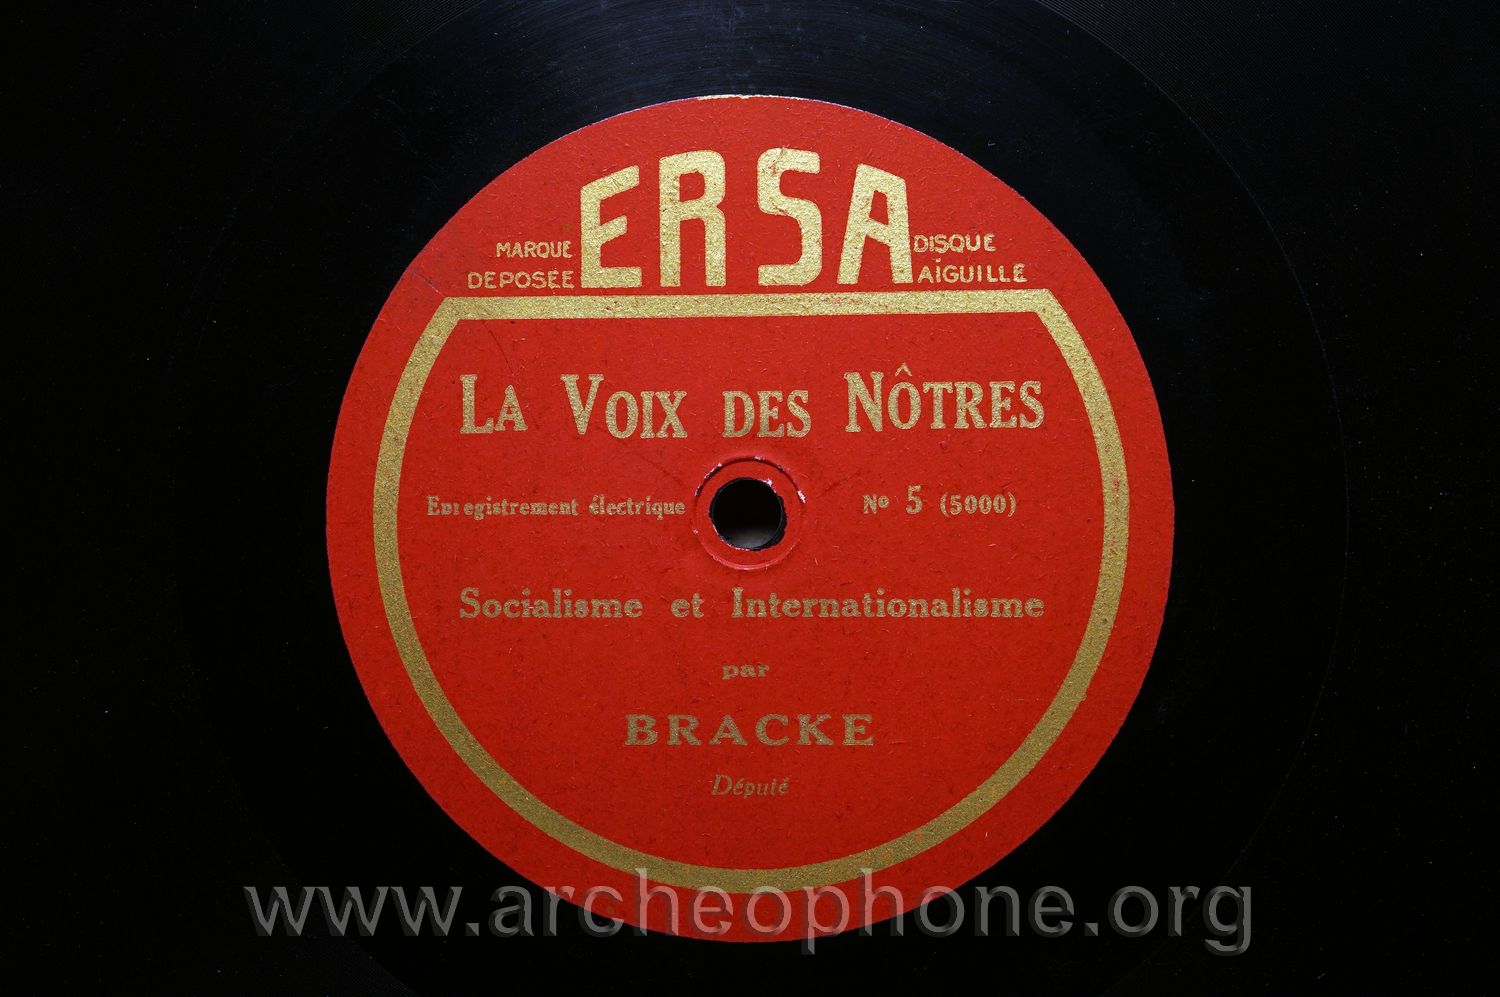 ERSA
MARQUE DEPOSÉE
DISQUE AIGUILLE
LA VOIX DES NÔTRES
Enregistrement électrique
No 5 (5000)
Socialisme et Internationalisme
par
BRACKE
Député
www.archeophone.org